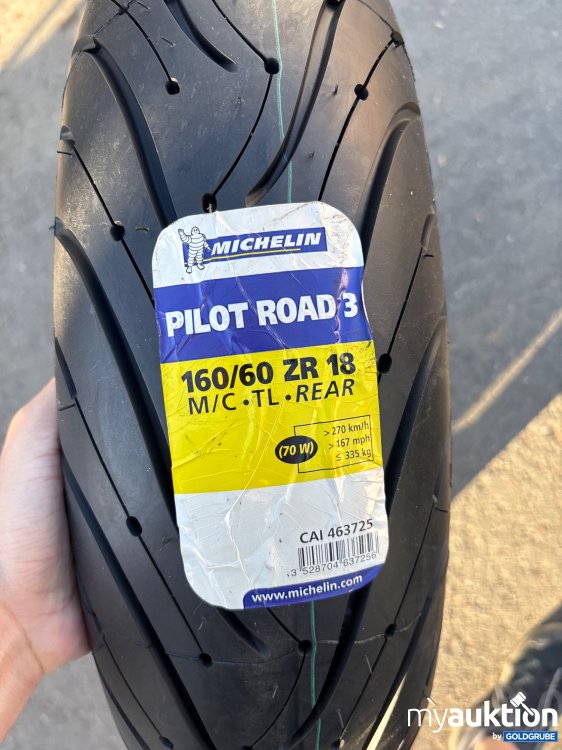 MICHELIN
PILOT ROAD 3
160/60 ZR 18
M/C • TL • REAR
(70 W)
> 270 km/h
> 167 mph
≤ 335 kg
CAI 463725
3 528704 637256
www.michelin.com
myauktion
by GOLDGRUBE